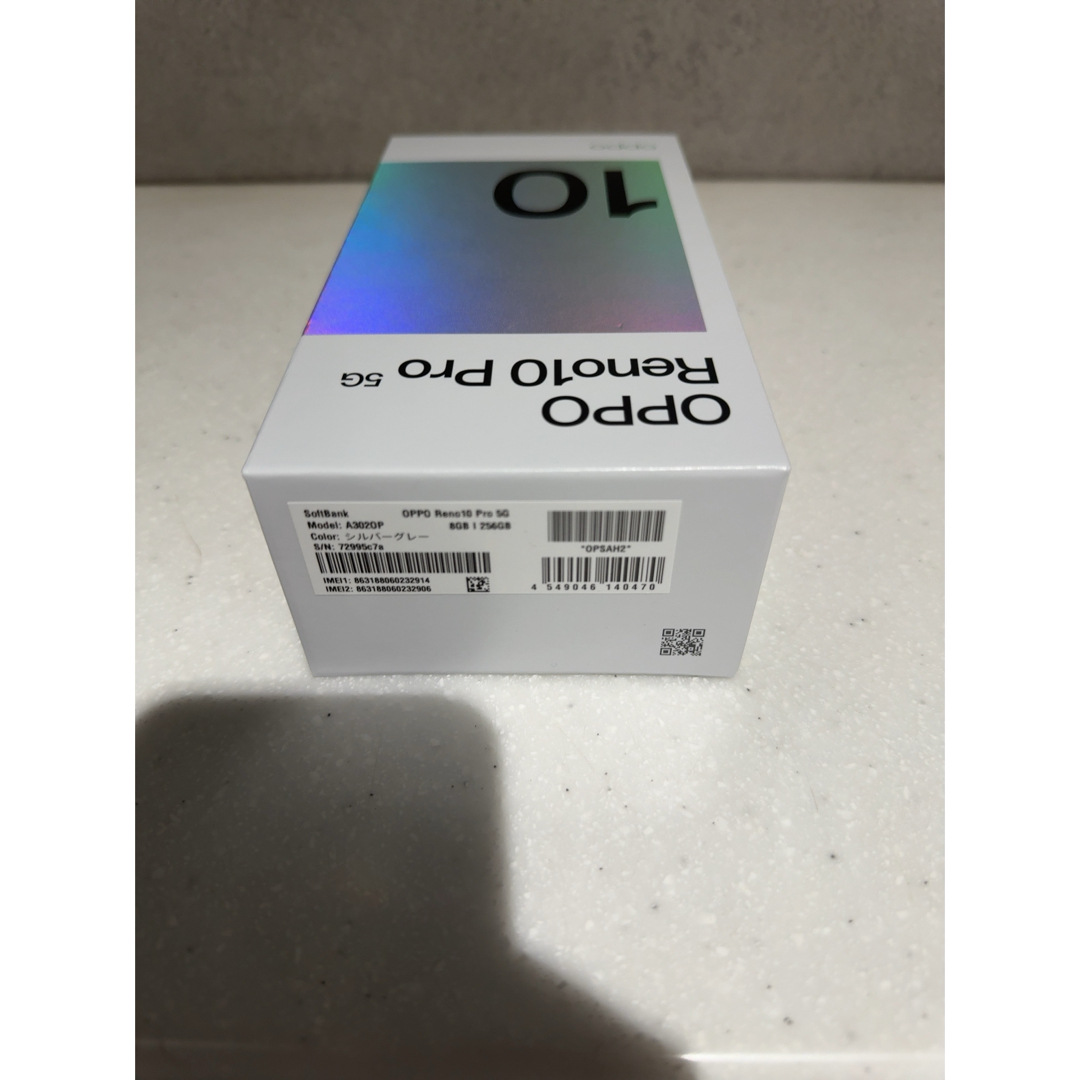 oppo
10
OPPO
Reno10 Pro 5G
SoftBank OPPO Reno10 Pro 5G
Model: A302OP 8GB | 256GB
Color: シルバーグレー
S/N: 72995c7a
IMEI1: 863188060232914
IMEI2: 863188060232906
*OPSAH2*
4 549046 140470